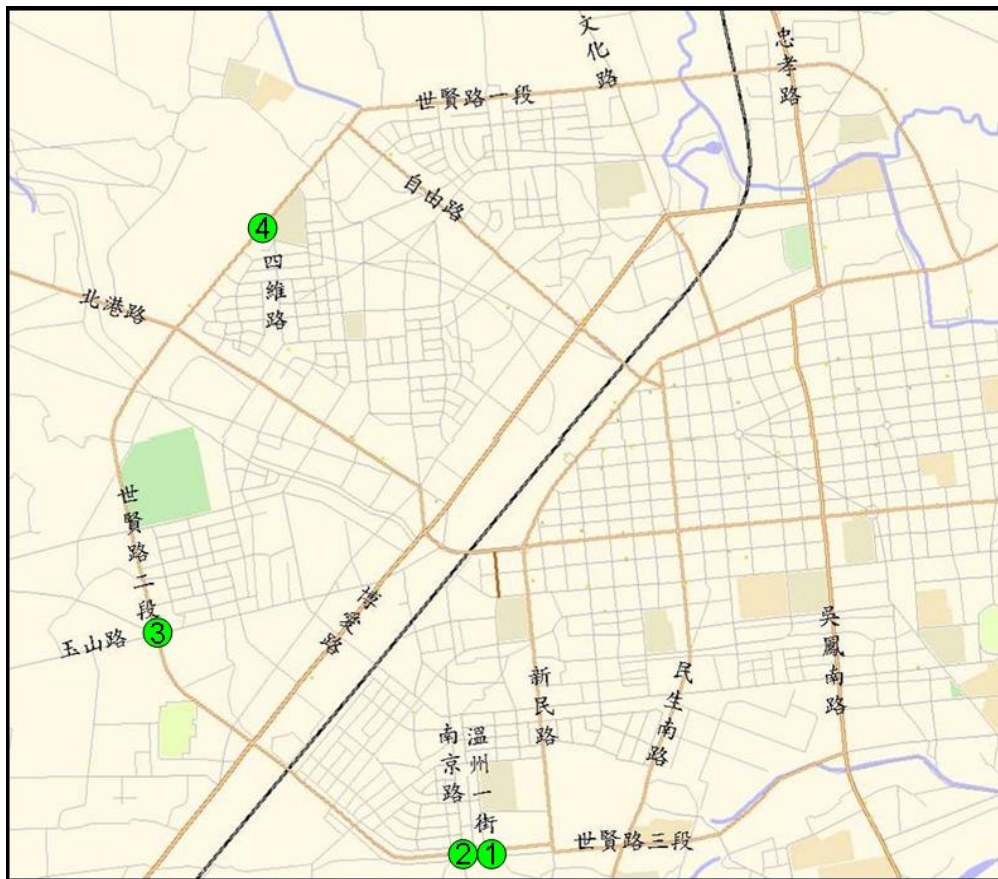 文化路
忠孝路
世賢路一段
自由路
4
四維路
北港路
世賢路二段
博愛路
3
玉山路
吳鳳南路
新民路
民生南路
南京路
溫州一街
世賢路三段
2
1